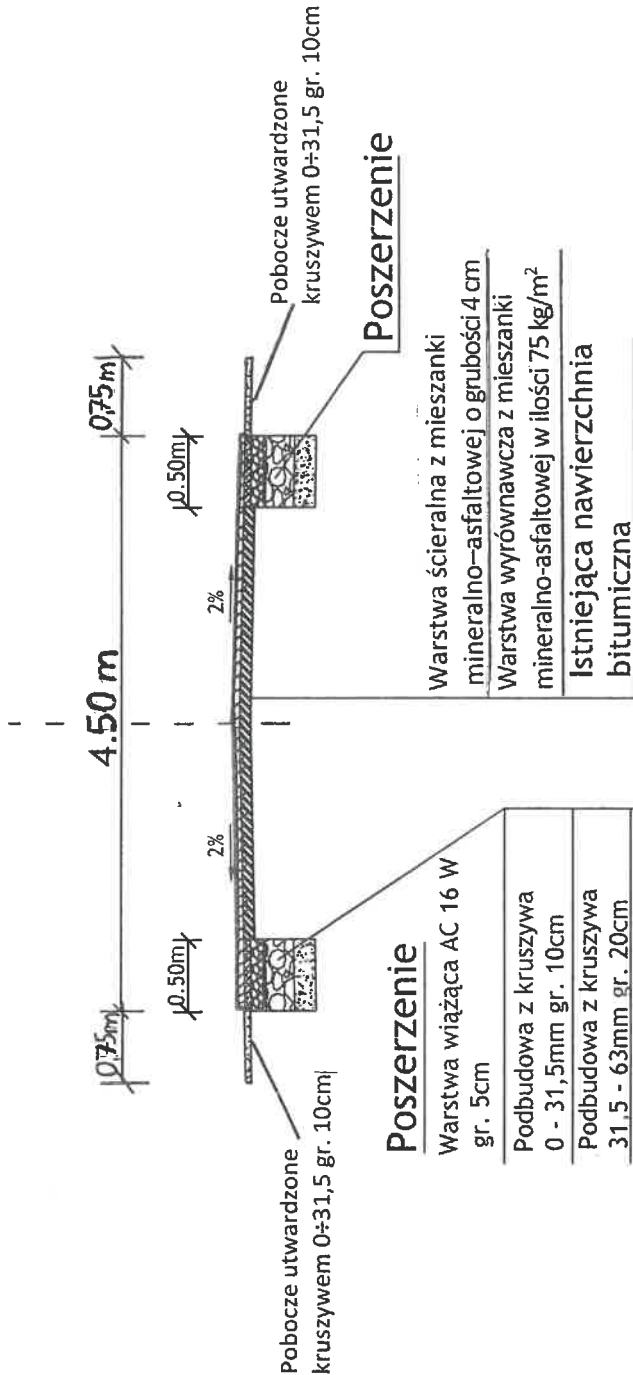 4.50 m
0,75m
0,75m
0.50m
0.50m
2%
2%
Pobocze utwardzone
kruszywem 0÷31,5 gr. 10cm
Pobocze utwardzone
kruszywem 0÷31,5 gr. 10cm
Poszerzenie
Warstwa wiążąca AC 16 W
gr. 5cm
Podbudowa z kruszywa
0 - 31,5mm gr. 10cm
Podbudowa z kruszywa
31,5 - 63mm gr. 20cm
Poszerzenie
Warstwa ścieralna z mieszanki
mineralno-asfaltowej o grubości 4 cm
Warstwa wyrównawcza z mieszanki
mineralno-asfaltowej w ilości 75 kg/m²
Istniejąca nawierzchnia
bitumiczna